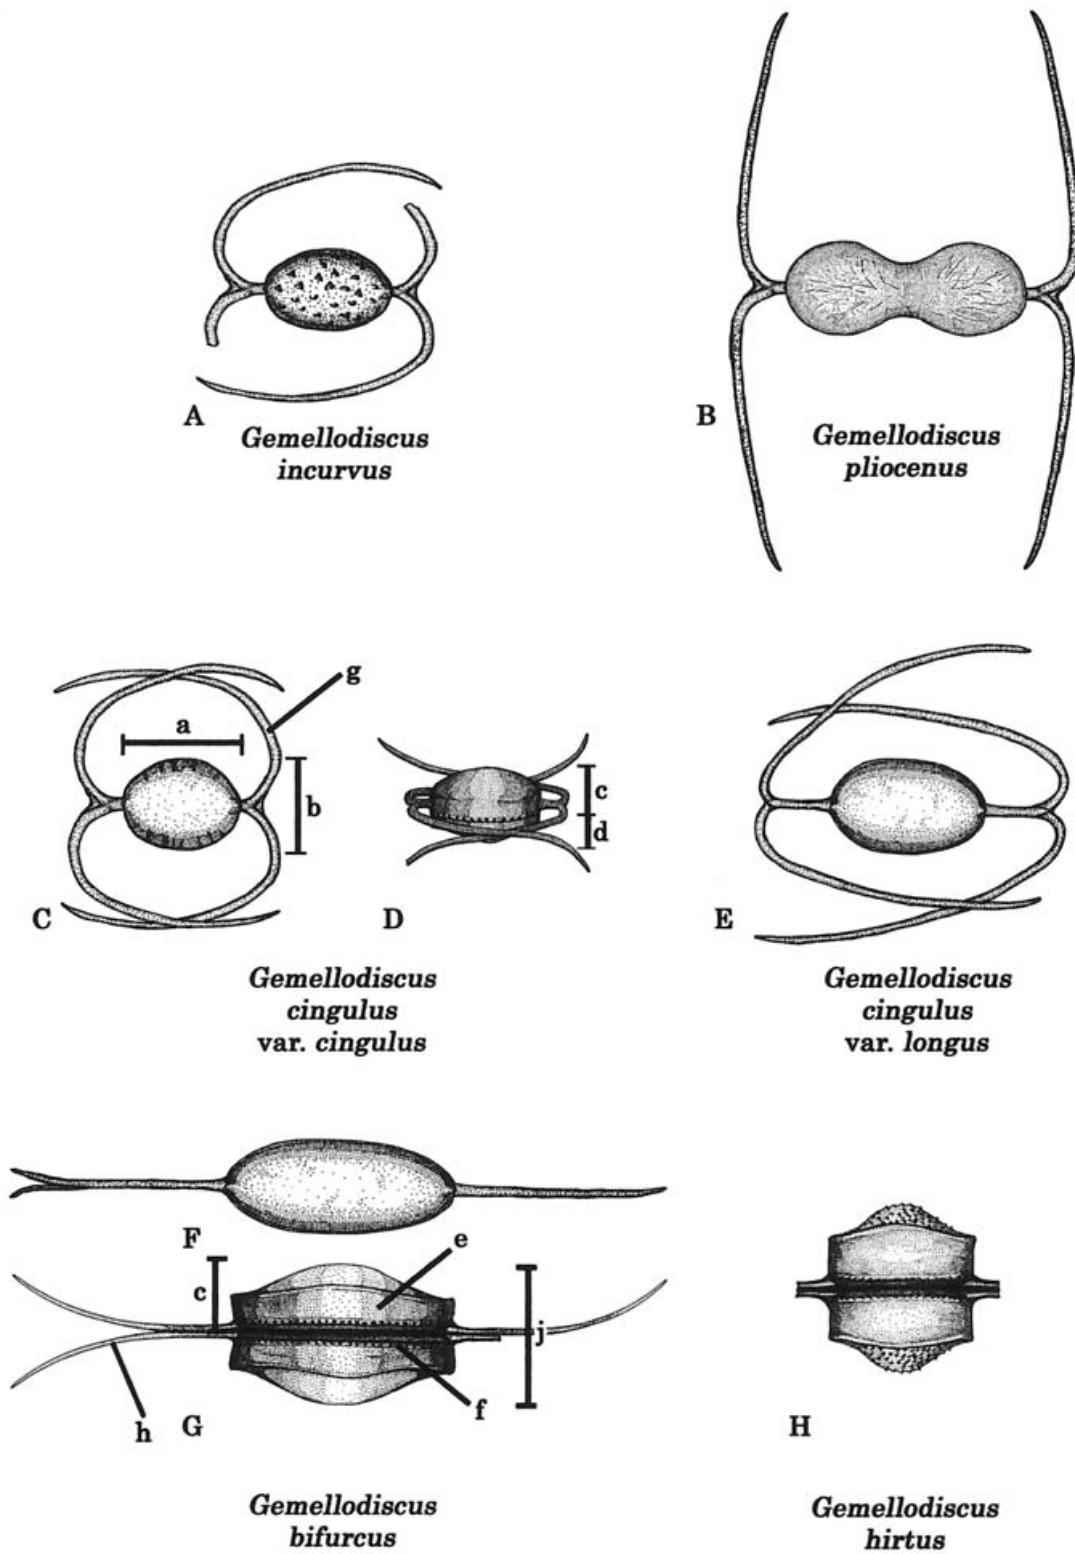 A
Gemellodiscus
incurvus
B
Gemellodiscus
pliocenus
a
b
g
C
c
d
D
Gemellodiscus
cingulus
var. cingulus
E
Gemellodiscus
cingulus
var. longus
F
e
c
j
f
h
G
Gemellodiscus
bifurcus
H
Gemellodiscus
hirtus